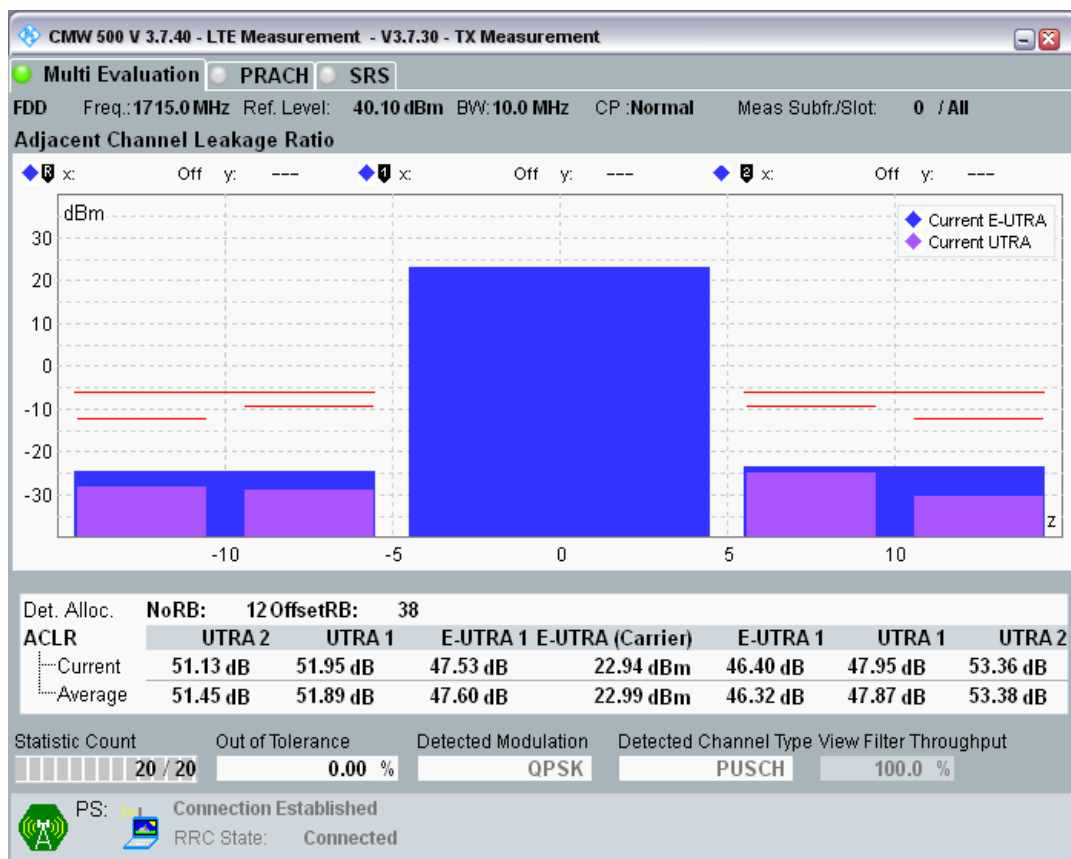 CMW 500 V 3.7.40 - LTE Measurement - V3.7.30 - TX Measurement
Multi Evaluation PRACH SRS
FDD Freq.:1715.0 MHz Ref. Level: 40.10 dBm BW:10.0 MHz CP :Normal Meas Subfr./Slot: 0 / All
Adjacent Channel Leakage Ratio
R x: Off y: --- 1 x: Off y: --- 2 x: Off y: ---
dBm
Current E-UTRA
Current UTRA
30
20
10
0
-10
-20
-30
z
-10 -5 0 5 10
Det. Alloc. NoRB: 12 OffsetRB: 38
ACLR UTRA 2 UTRA 1 E-UTRA 1 E-UTRA (Carrier) E-UTRA 1 UTRA 1 UTRA 2
Current 51.13 dB 51.95 dB 47.53 dB 22.94 dBm 46.40 dB 47.95 dB 53.36 dB
Average 51.45 dB 51.89 dB 47.60 dB 22.99 dBm 46.32 dB 47.87 dB 53.38 dB
Statistic Count Out of Tolerance Detected Modulation Detected Channel Type View Filter Throughput
20 / 20 0.00 % QPSK PUSCH 100.0 %
PS: Connection Established
RRC State: Connected